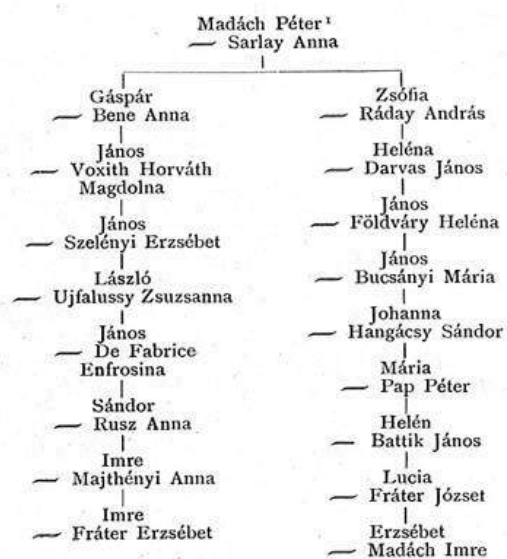 Madách Péter¹
— Sarlay Anna
Gáspár
— Bene Anna
János
— Voxith Horváth
Magdolna
János
— Szelényi Erzsébet
László
— Ujfalussy Zsuzsanna
János
— De Fabrice
Enfrosina
Sándor
— Rusz Anna
Imre
— Majthényi Anna
Imre
— Fráter Erzsébet
Zsófia
— Ráday András
Heléna
— Darvas János
János
— Földváry Heléna
János
— Bucsányi Mária
Johanna
— Hangácsy Sándor
Mária
— Pap Péter
Helén
— Battik János
Lucia
— Fráter József
Erzsébet
— Madách Imre